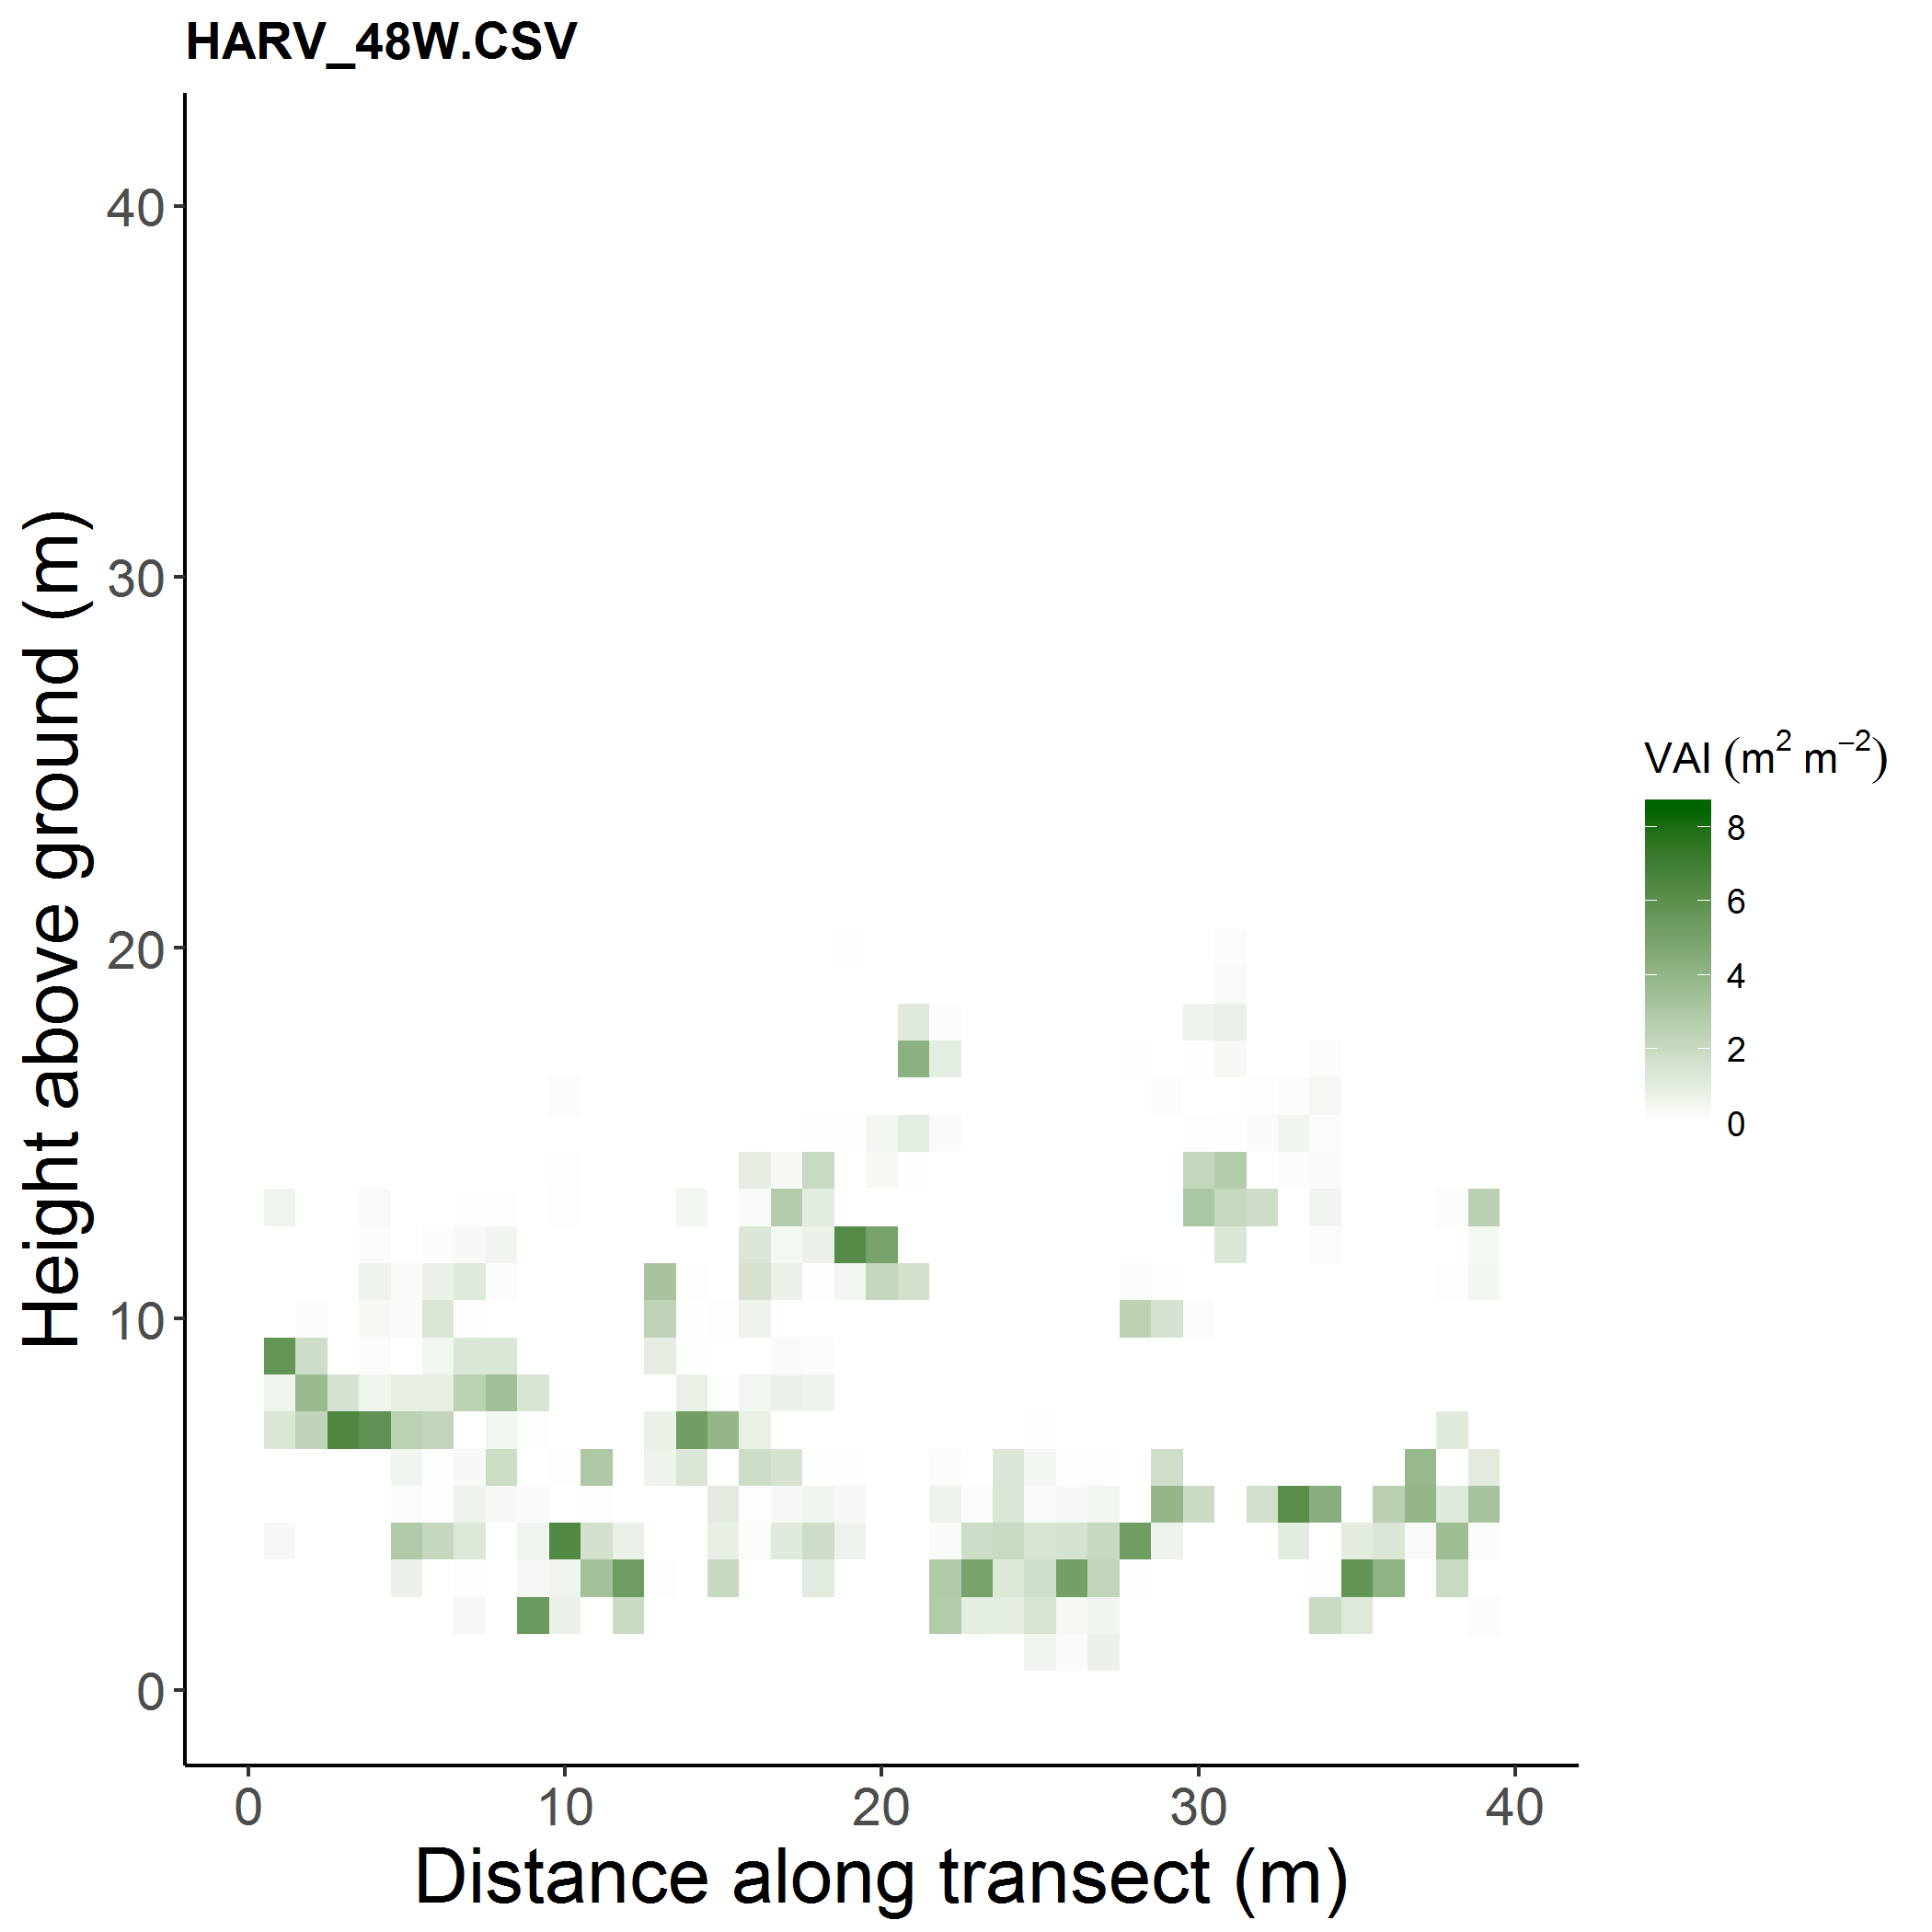 HARV_48W.CSV
Height above ground (m)
40
30
20
10
0
0 10 20 30 40
Distance along transect (m)
VAI (m² m⁻²)
8
6
4
2
0